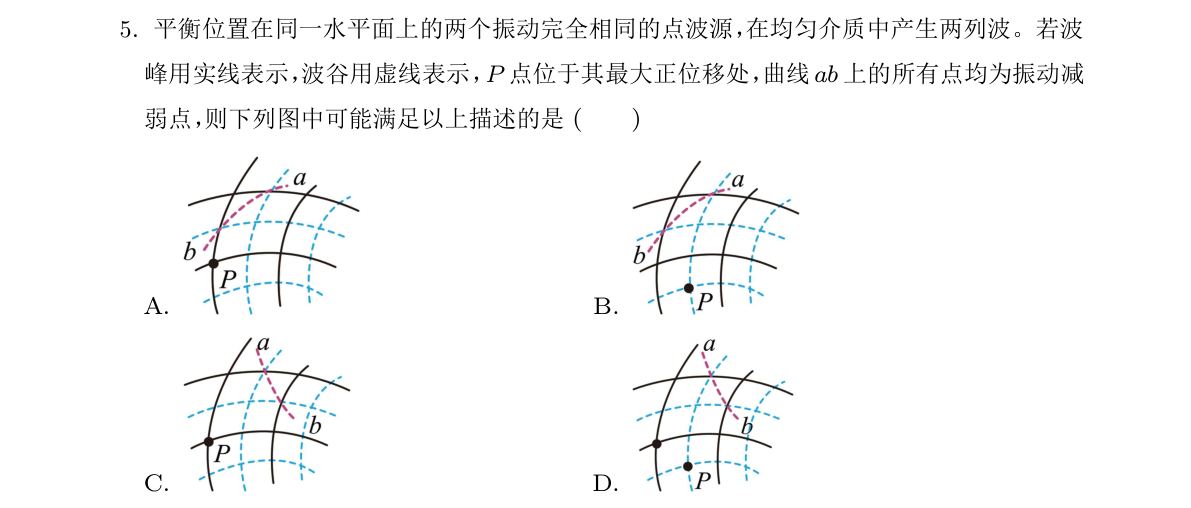 5. 平衡位置在同一水平面上的两个振动完全相同的点波源,在均匀介质中产生两列波。若波
峰用实线表示,波谷用虚线表示,P 点位于其最大正位移处,曲线 ab 上的所有点均为振动减
弱点,则下列图中可能满足以上描述的是 (  )
a
b
P
A.
a
b
P
B.
a
b
P
C.
a
b
P
D.